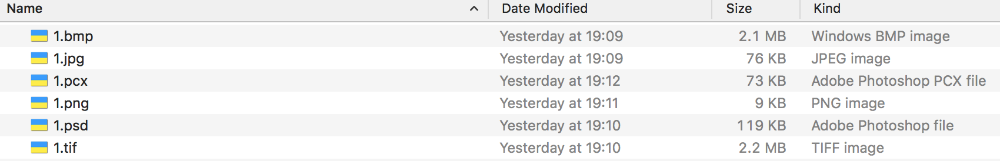 Name Date Modified Size Kind
1.bmp Yesterday at 19:09 2.1 MB Windows BMP image
1.jpg Yesterday at 19:09 76 KB JPEG image
1.pcx Yesterday at 19:12 73 KB Adobe Photoshop PCX file
1.png Yesterday at 19:11 9 KB PNG image
1.psd Yesterday at 19:10 119 KB Adobe Photoshop file
1.tif Yesterday at 19:10 2.2 MB TIFF image